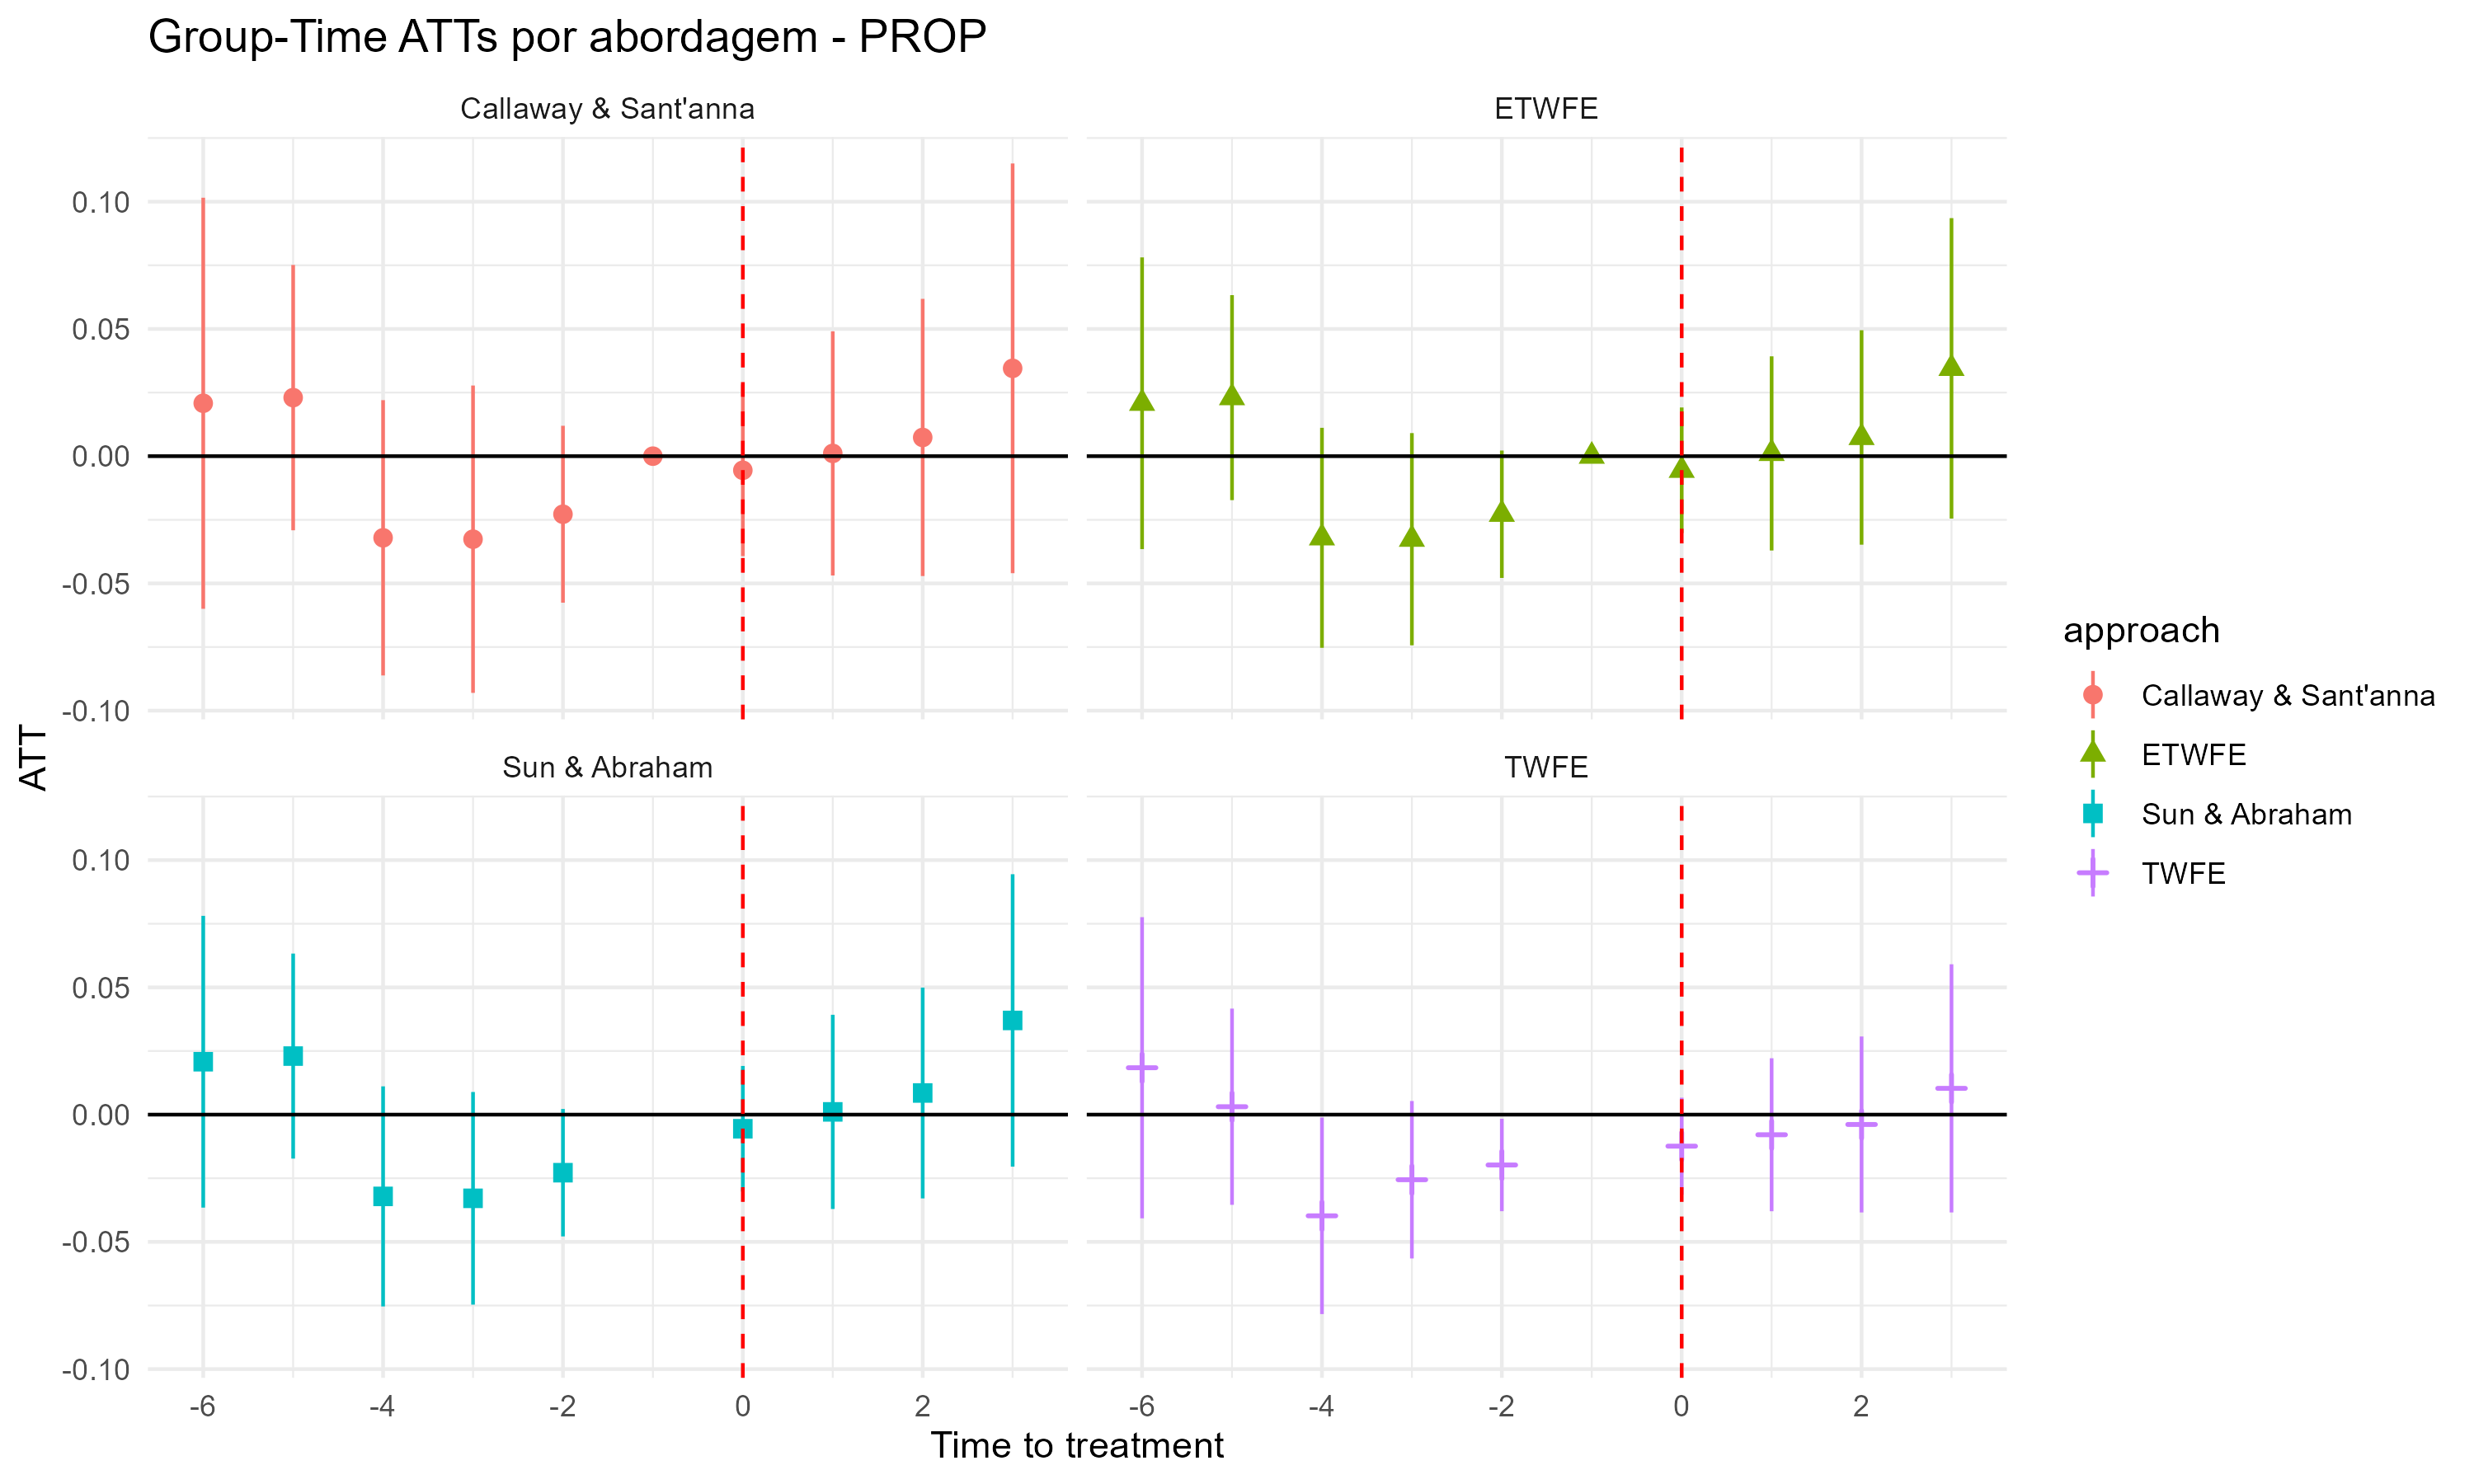 Group-Time ATTs por abordagem - PROP
Callaway & Sant'anna
ETWFE
0.10
0.05
0.00
-0.05
-0.10
ATT
Sun & Abraham
TWFE
0.10
0.05
0.00
-0.05
-0.10
-6 -4 -2 0 2
-6 -4 -2 0 2
Time to treatment
approach
Callaway & Sant'anna
ETWFE
Sun & Abraham
TWFE